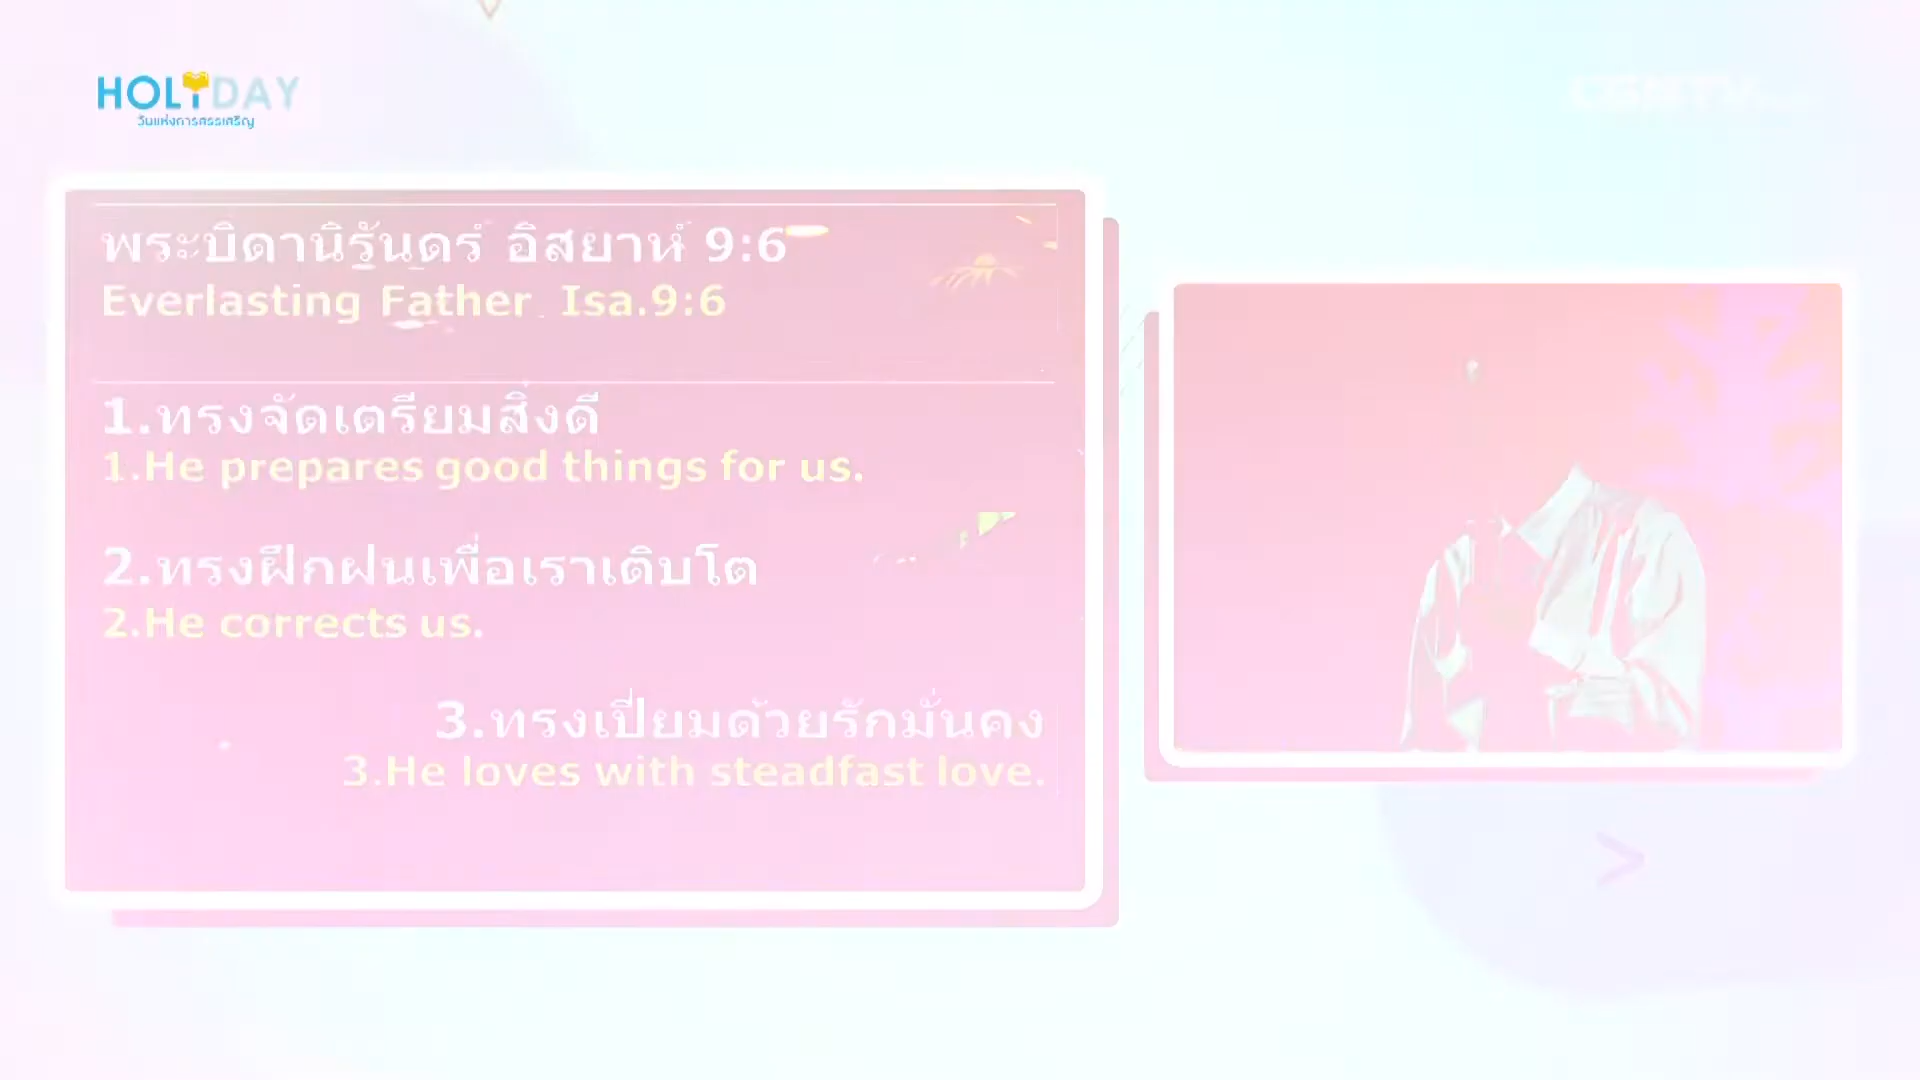 HOLYDAY
วันแห่งการสรรเสริญ
CGNTV
พระบิดานิรันดร์ อิสยาห์ 9:6
Everlasting Father Isa.9:6
1.ทรงจัดเตรียมสิ่งดี
1.He prepares good things for us.
2.ทรงฝึกฝนเพื่อเราเติบโต
2.He corrects us.
3.ทรงเปี่ยมด้วยรักมั่นคง
3.He loves with steadfast love.